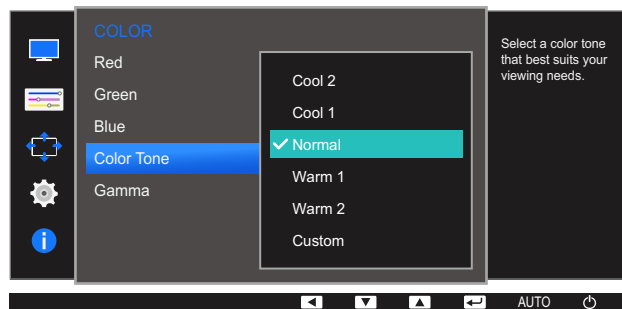 COLOR
Red
Green
Blue
Color Tone
Gamma
Cool 2
Cool 1
Normal
Warm 1
Warm 2
Custom
Select a color tone
that best suits your
viewing needs.
AUTO